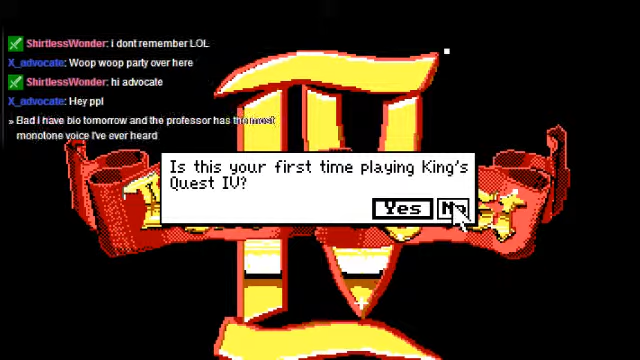 ShirtlessWonder: i dont remember LOL
X_advocate: Woop woop party over here
ShirtlessWonder: hi advocate
X_advocate: Hey ppl
» Bad i have bio tomorrow and the professor has the most
monotone voice I've ever heard
Is this your first time playing King's
Quest IV?
Yes No
IV